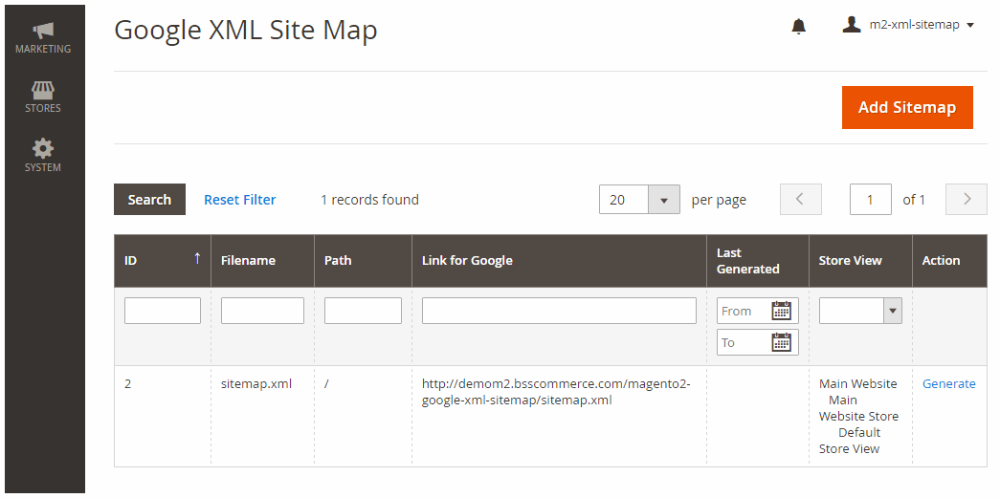 MARKETING
STORES
SYSTEM
Google XML Site Map
m2-xml-sitemap
Add Sitemap
Search
Reset Filter
1 records found
20
per page
1
of 1
ID
Filename
Path
Link for Google
Last
Generated
Store View
Action
From
To
2
sitemap.xml
/
http://demom2.bsscommerce.com/magento2-
google-xml-sitemap/sitemap.xml
Main Website
Main
Website Store
Default
Store View
Generate